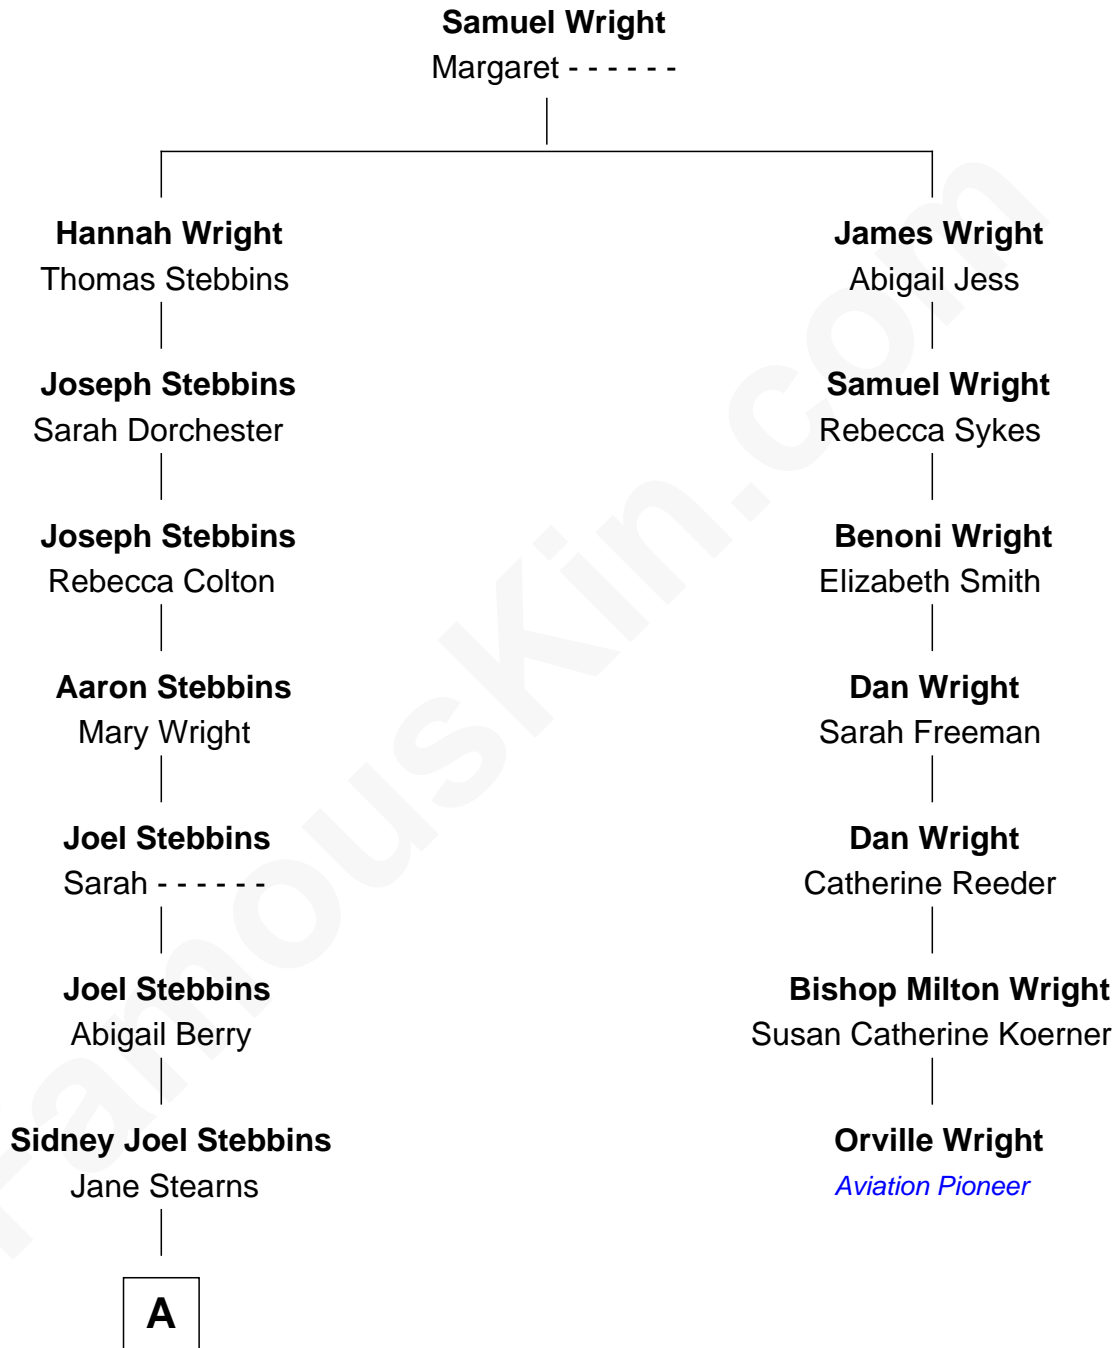 Samuel Wright
Margaret - - - - - -
Hannah Wright
Thomas Stebbins
James Wright
Abigail Jess
Joseph Stebbins
Sarah Dorchester
Samuel Wright
Rebecca Sykes
Joseph Stebbins
Rebecca Colton
Benoni Wright
Elizabeth Smith
Aaron Stebbins
Mary Wright
Dan Wright
Sarah Freeman
Joel Stebbins
Sarah - - - - - -
Dan Wright
Catherine Reeder
Joel Stebbins
Abigail Berry
Bishop Milton Wright
Susan Catherine Koerner
Sidney Joel Stebbins
Jane Stearns
Orville Wright
Aviation Pioneer
A
FamousKin.com